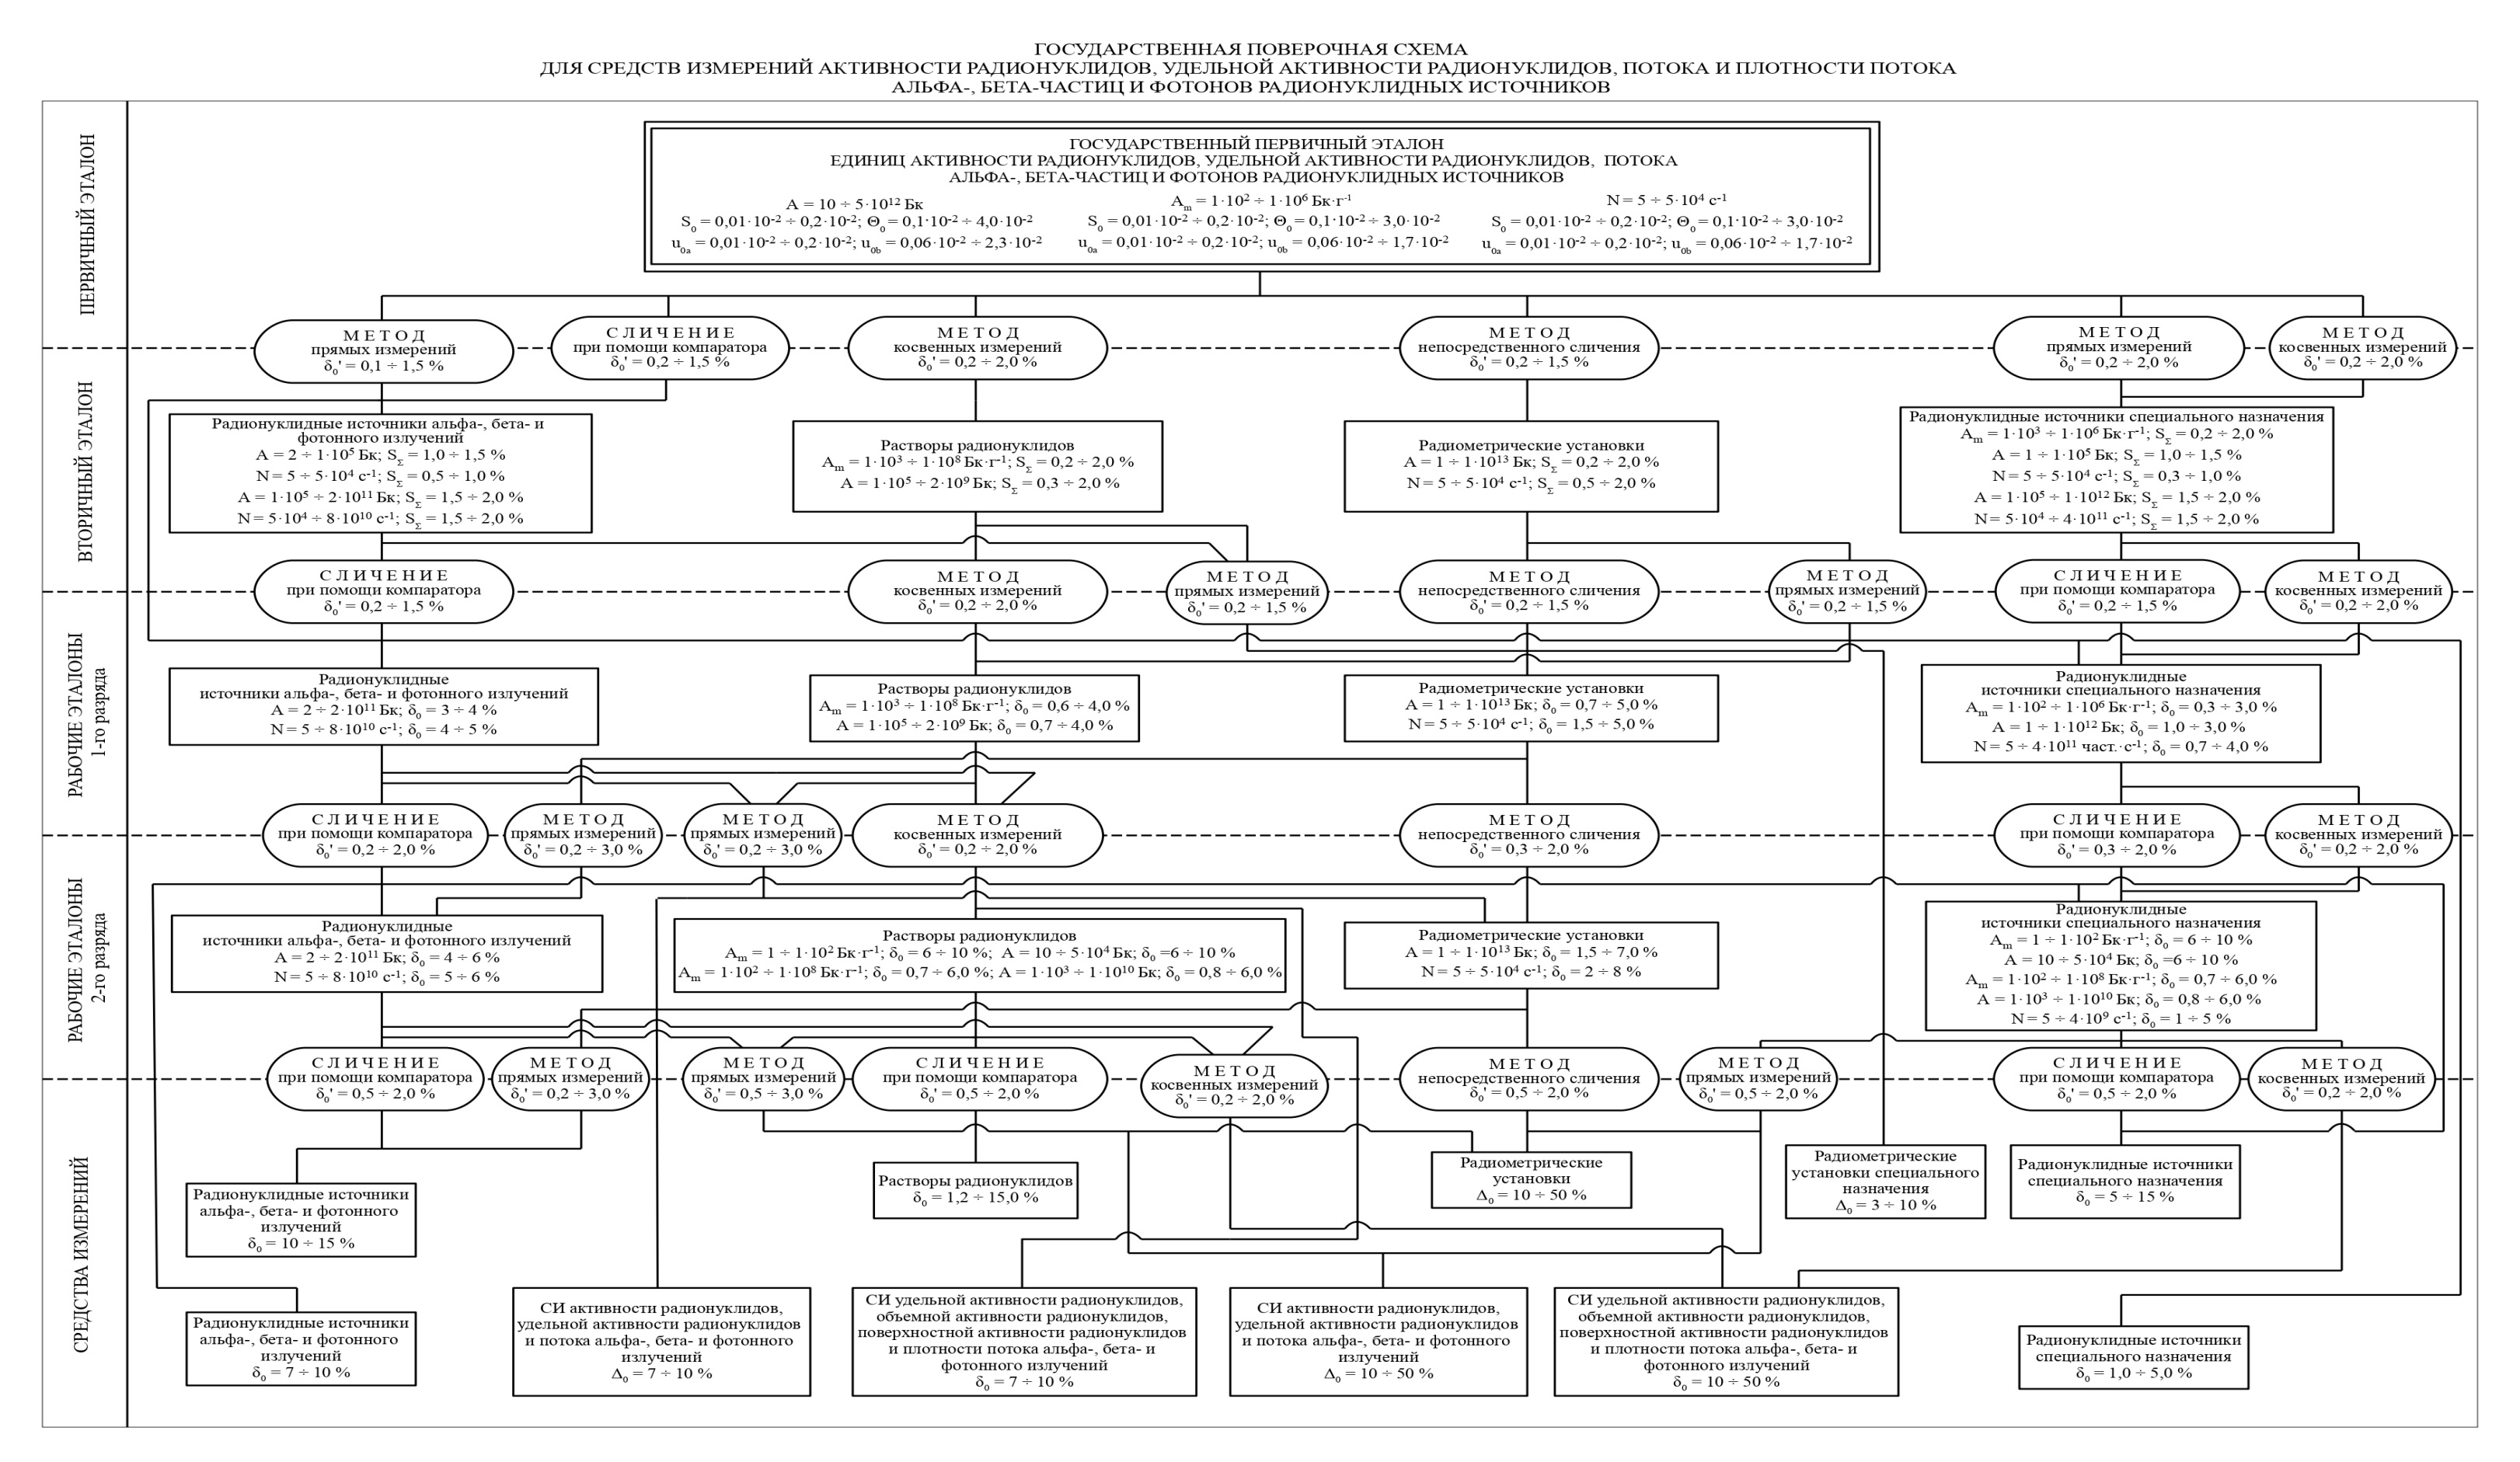 ГОСУДАРСТВЕННАЯ ПОВЕРОЧНАЯ СХЕМА
ДЛЯ СРЕДСТВ ИЗМЕРЕНИЙ АКТИВНОСТИ РАДИОНУКЛИДОВ, УДЕЛЬНОЙ АКТИВНОСТИ РАДИОНУКЛИДОВ, ПОТОКА И ПЛОТНОСТИ ПОТОКА
АЛЬФА-, БЕТА-ЧАСТИЦ И ФОТОНОВ РАДИОНУКЛИДНЫХ ИСТОЧНИКОВ
ПЕРВИЧНЫЙ ЭТАЛОН
ГОСУДАРСТВЕННЫЙ ПЕРВИЧНЫЙ ЭТАЛОН
ЕДИНИЦ АКТИВНОСТИ РАДИОНУКЛИДОВ, УДЕЛЬНОЙ АКТИВНОСТИ РАДИОНУКЛИДОВ, ПОТОКА
АЛЬФА-, БЕТА-ЧАСТИЦ И ФОТОНОВ РАДИОНУКЛИДНЫХ ИСТОЧНИКОВ
A = 10 ÷ 5·10¹² Бк
S₀ = 0,01·10⁻² ÷ 0,2·10⁻²; Θ₀ = 0,1·10⁻² ÷ 4,0·10⁻²
u₀ₐ = 0,01·10⁻² ÷ 0,2·10⁻²; u₀b = 0,06·10⁻² ÷ 2,3·10⁻²
Aₘ = 1·10² ÷ 1·10⁶ Бк·г⁻¹
S₀ = 0,01·10⁻² ÷ 0,2·10⁻²; Θ₀ = 0,1·10⁻² ÷ 3,0·10⁻²
u₀ₐ = 0,01·10⁻² ÷ 0,2·10⁻²; u₀b = 0,06·10⁻² ÷ 1,7·10⁻²
N = 5 ÷ 5·10⁴ с⁻¹
S₀ = 0,01·10⁻² ÷ 0,2·10⁻²; Θ₀ = 0,1·10⁻² ÷ 3,0·10⁻²
u₀ₐ = 0,01·10⁻² ÷ 0,2·10⁻²; u₀b = 0,06·10⁻² ÷ 1,7·10⁻²
МЕТОД
прямых измерений
δ₀' = 0,1 ÷ 1,5 %
СЛИЧЕНИЕ
при помощи компаратора
δ₀' = 0,2 ÷ 1,5 %
МЕТОД
косвенных измерений
δ₀' = 0,2 ÷ 2,0 %
МЕТОД
непосредственного сличения
δ₀' = 0,2 ÷ 1,5 %
МЕТОД
прямых измерений
δ₀' = 0,2 ÷ 2,0 %
МЕТОД
косвенных измерений
δ₀' = 0,2 ÷ 2,0 %
ВТОРИЧНЫЙ ЭТАЛОН
Радионуклидные источники альфа-, бета- и
фотонного излучений
A = 2 ÷ 1·10⁵ Бк; S_Σ = 1,0 ÷ 1,5 %
N = 5 ÷ 5·10⁴ с⁻¹; S_Σ = 0,5 ÷ 1,0 %
A = 1·10⁵ ÷ 2·10¹¹ Бк; S_Σ = 1,5 ÷ 2,0 %
N = 5·10⁴ ÷ 8·10¹⁰ с⁻¹; S_Σ = 1,5 ÷ 2,0 %
Растворы радионуклидов
Aₘ = 1·10³ ÷ 1·10⁸ Бк·г⁻¹; S_Σ = 0,2 ÷ 2,0 %
A = 1·10⁵ ÷ 2·10⁹ Бк; S_Σ = 0,3 ÷ 2,0 %
Радиометрические установки
A = 1 ÷ 1·10¹³ Бк; S_Σ = 0,2 ÷ 2,0 %
N = 5 ÷ 5·10⁴ с⁻¹; S_Σ = 0,5 ÷ 2,0 %
Радионуклидные источники специального назначения
Aₘ = 1·10³ ÷ 1·10⁶ Бк·г⁻¹; S_Σ = 0,2 ÷ 2,0 %
A = 1 ÷ 1·10⁵ Бк; S_Σ = 1,0 ÷ 1,5 %
N = 5 ÷ 5·10⁴ с⁻¹; S_Σ = 0,3 ÷ 1,0 %
A = 1·10⁵ ÷ 1·10¹² Бк; S_Σ = 1,5 ÷ 2,0 %
N = 5·10⁴ ÷ 4·10¹¹ с⁻¹; S_Σ = 1,5 ÷ 2,0 %
СЛИЧЕНИЕ
при помощи компаратора
δ₀' = 0,2 ÷ 1,5 %
МЕТОД
косвенных измерений
δ₀' = 0,2 ÷ 2,0 %
МЕТОД
прямых измерений
δ₀' = 0,2 ÷ 1,5 %
МЕТОД
непосредственного сличения
δ₀' = 0,2 ÷ 1,5 %
МЕТОД
прямых измерений
δ₀' = 0,2 ÷ 1,5 %
СЛИЧЕНИЕ
при помощи компаратора
δ₀' = 0,2 ÷ 1,5 %
МЕТОД
косвенных измерений
δ₀' = 0,2 ÷ 2,0 %
РАБОЧИЕ ЭТАЛОНЫ
1-го разряда
Радионуклидные
источники альфа-, бета- и фотонного излучений
A = 2 ÷ 2·10¹¹ Бк; δ₀ = 3 ÷ 4 %
N = 5 ÷ 8·10¹⁰ с⁻¹; δ₀ = 4 ÷ 5 %
Растворы радионуклидов
Aₘ = 1·10³ ÷ 1·10⁸ Бк·г⁻¹; δ₀ = 0,6 ÷ 4,0 %
A = 1·10⁵ ÷ 2·10⁹ Бк; δ₀ = 0,7 ÷ 4,0 %
Радиометрические установки
A = 1 ÷ 1·10¹³ Бк; δ₀ = 0,7 ÷ 5,0 %
N = 5 ÷ 5·10⁴ с⁻¹; δ₀ = 1,5 ÷ 5,0 %
Радионуклидные
источники специального назначения
Aₘ = 1·10² ÷ 1·10⁶ Бк·г⁻¹; δ₀ = 0,3 ÷ 3,0 %
A = 1 ÷ 1·10¹² Бк; δ₀ = 1,0 ÷ 3,0 %
N = 5 ÷ 4·10¹¹ част.·с⁻¹; δ₀ = 0,7 ÷ 4,0 %
СЛИЧЕНИЕ
при помощи компаратора
δ₀' = 0,2 ÷ 2,0 %
МЕТОД
прямых измерений
δ₀' = 0,2 ÷ 3,0 %
МЕТОД
прямых измерений
δ₀' = 0,2 ÷ 3,0 %
МЕТОД
косвенных измерений
δ₀' = 0,2 ÷ 2,0 %
МЕТОД
непосредственного сличения
δ₀' = 0,3 ÷ 2,0 %
СЛИЧЕНИЕ
при помощи компаратора
δ₀' = 0,3 ÷ 2,0 %
МЕТОД
косвенных измерений
δ₀' = 0,2 ÷ 2,0 %
РАБОЧИЕ ЭТАЛОНЫ
2-го разряда
Радионуклидные
источники альфа-, бета- и фотонного излучений
A = 2 ÷ 2·10¹¹ Бк; δ₀ = 4 ÷ 6 %
N = 5 ÷ 8·10¹⁰ с⁻¹; δ₀ = 5 ÷ 6 %
Растворы радионуклидов
Aₘ = 1 ÷ 1·10² Бк·г⁻¹; δ₀ = 6 ÷ 10 %; A = 10 ÷ 5·10⁴ Бк; δ₀ =6 ÷ 10 %
Aₘ = 1·10² ÷ 1·10⁸ Бк·г⁻¹; δ₀ = 0,7 ÷ 6,0 %; A = 1·10³ ÷ 1·10¹⁰ Бк; δ₀ = 0,8 ÷ 6,0 %
Радиометрические установки
A = 1 ÷ 1·10¹³ Бк; δ₀ = 1,5 ÷ 7,0 %
N = 5 ÷ 5·10⁴ с⁻¹; δ₀ = 2 ÷ 8 %
Радионуклидные
источники специального назначения
Aₘ = 1 ÷ 1·10² Бк·г⁻¹; δ₀ = 6 ÷ 10 %
A = 10 ÷ 5·10⁴ Бк; δ₀ =6 ÷ 10 %
Aₘ = 1·10² ÷ 1·10⁸ Бк·г⁻¹; δ₀ = 0,7 ÷ 6,0 %
A = 1·10³ ÷ 1·10¹⁰ Бк; δ₀ = 0,8 ÷ 6,0 %
N = 5 ÷ 4·10⁹ с⁻¹; δ₀ = 1 ÷ 5 %
СЛИЧЕНИЕ
при помощи компаратора
δ₀' = 0,5 ÷ 2,0 %
МЕТОД
прямых измерений
δ₀' = 0,2 ÷ 3,0 %
МЕТОД
прямых измерений
δ₀' = 0,5 ÷ 3,0 %
СЛИЧЕНИЕ
при помощи компаратора
δ₀' = 0,5 ÷ 2,0 %
МЕТОД
косвенных измерений
δ₀' = 0,2 ÷ 2,0 %
МЕТОД
непосредственного сличения
δ₀' = 0,5 ÷ 2,0 %
МЕТОД
прямых измерений
δ₀' = 0,5 ÷ 2,0 %
СЛИЧЕНИЕ
при помощи компаратора
δ₀' = 0,5 ÷ 2,0 %
МЕТОД
косвенных измерений
δ₀' = 0,2 ÷ 2,0 %
СРЕДСТВА ИЗМЕРЕНИЙ
Радионуклидные источники
альфа-, бета- и фотонного
излучений
δ₀ = 10 ÷ 15 %
Растворы радионуклидов
δ₀ = 1,2 ÷ 15,0 %
Радиометрические
установки
Δ₀ = 10 ÷ 50 %
Радиометрические
установки специального
назначения
Δ₀ = 3 ÷ 10 %
Радионуклидные источники
специального назначения
δ₀ = 5 ÷ 15 %
Радионуклидные источники
альфа-, бета- и фотонного
излучений
δ₀ = 7 ÷ 10 %
СИ активности радионуклидов,
удельной активности радионуклидов
и потока альфа-, бета- и фотонного
излучений
Δ₀ = 7 ÷ 10 %
СИ удельной активности радионуклидов,
объемной активности радионуклидов,
поверхностной активности радионуклидов
и плотности потока альфа-, бета- и
фотонного излучений
δ₀ = 7 ÷ 10 %
СИ активности радионуклидов,
удельной активности радионуклидов
и потока альфа-, бета- и фотонного
излучений
Δ₀ = 10 ÷ 50 %
СИ удельной активности радионуклидов,
объемной активности радионуклидов,
поверхностной активности радионуклидов
и плотности потока альфа-, бета- и
фотонного излучений
δ₀ = 10 ÷ 50 %
Радионуклидные источники
специального назначения
δ₀ = 1,0 ÷ 5,0 %